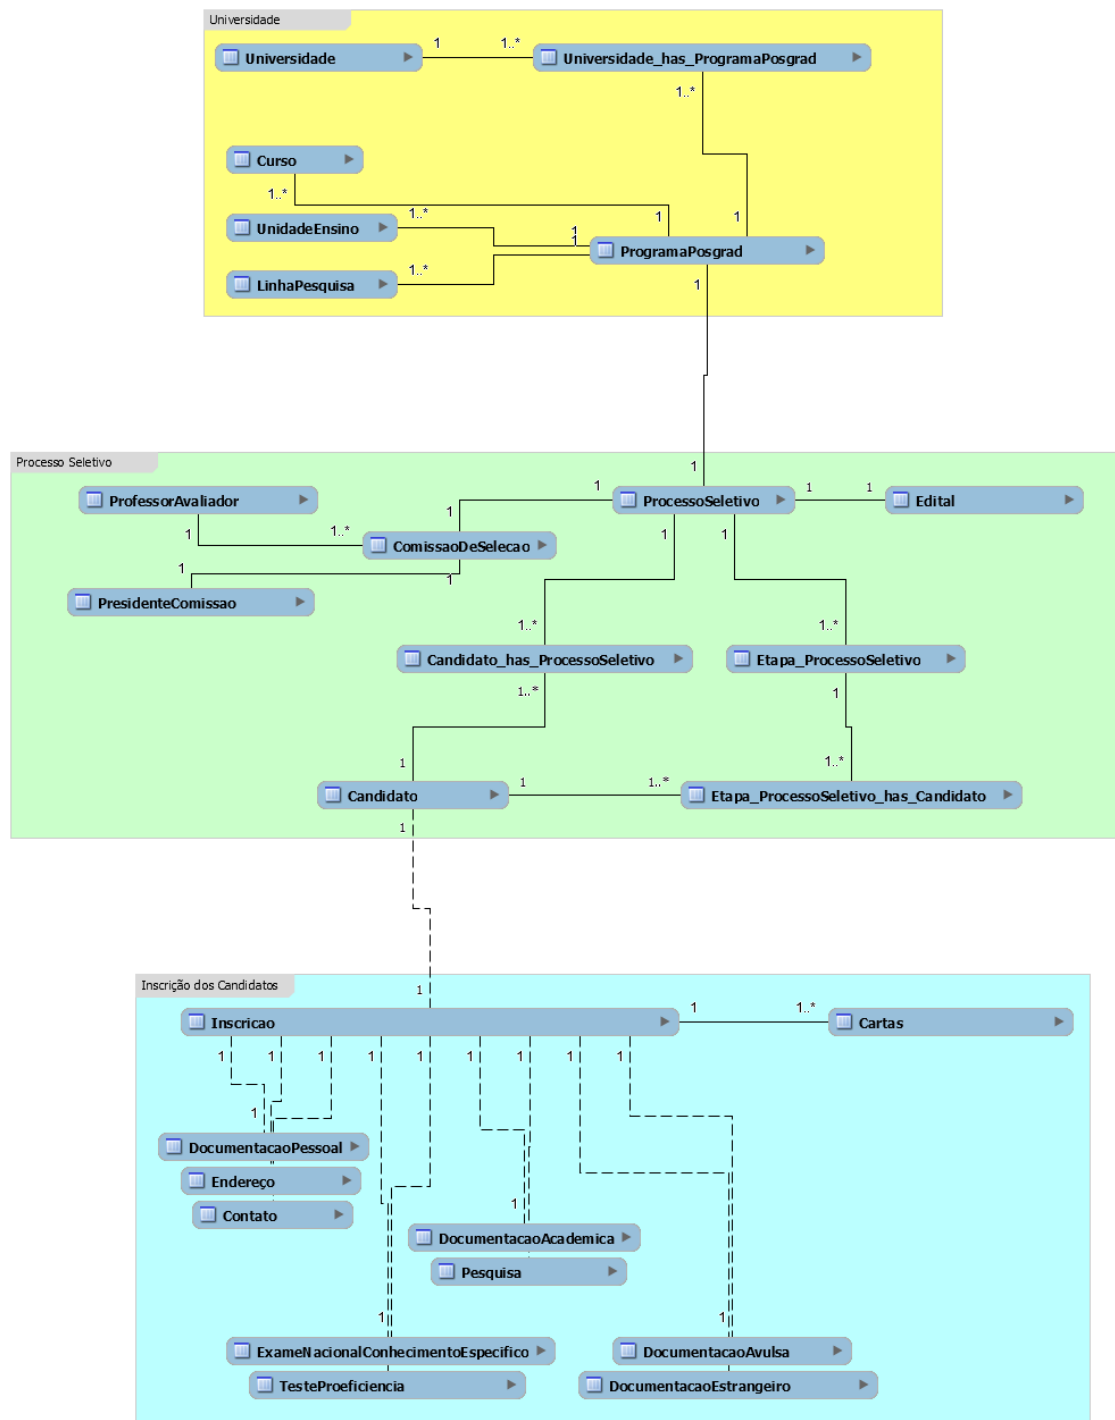 Universidade
Universidade
1
1..*
Universidade_has_ProgramaPosgrad
1..*
Curso
1..*
UnidadeEnsino
1..*
1
1
1
1
ProgramaPosgrad
LinhaPesquisa
1..*
1
1
Processo Seletivo
ProfessorAvaliador
1
ProcessoSeletivo
1
1
Edital
1
1
1..*
ComissaoDeSelecao
1
1
1
1
PresidenteComissao
1..*
1..*
Candidato_has_ProcessoSeletivo
Etapa_ProcessoSeletivo
1..*
1
1
1..*
Candidato
1
1..*
Etapa_ProcessoSeletivo_has_Candidato
1
Inscrição dos Candidatos
1
Inscricao
1
1..*
Cartas
1
1
1
1
1
1
1
1
1
1
DocumentacaoPessoal
Endereço
Contato
1
DocumentacaoAcademica
Pesquisa
1
1
ExameNacionalConhecimentoEspecifico
DocumentacaoAvulsa
TesteProeficiencia
DocumentacaoEstrangeiro